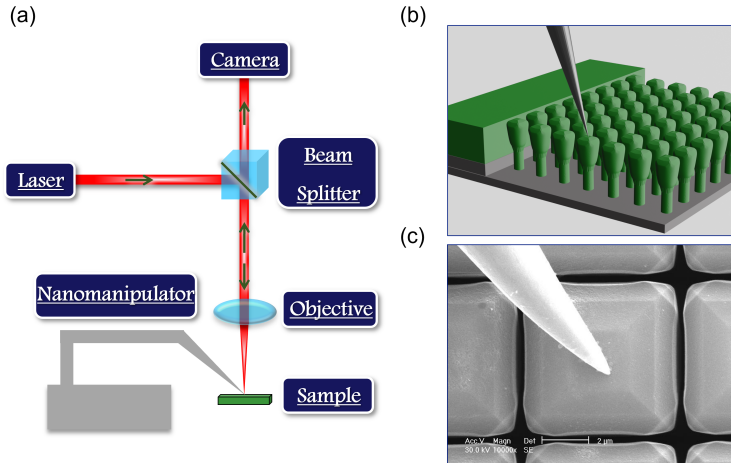 (a)
Camera
Laser
Beam
Splitter
Nanomanipulator
Objective
Sample
(b)
(c)
Acc.V Magn Det 2 µm
30.0 kV 10000x SE